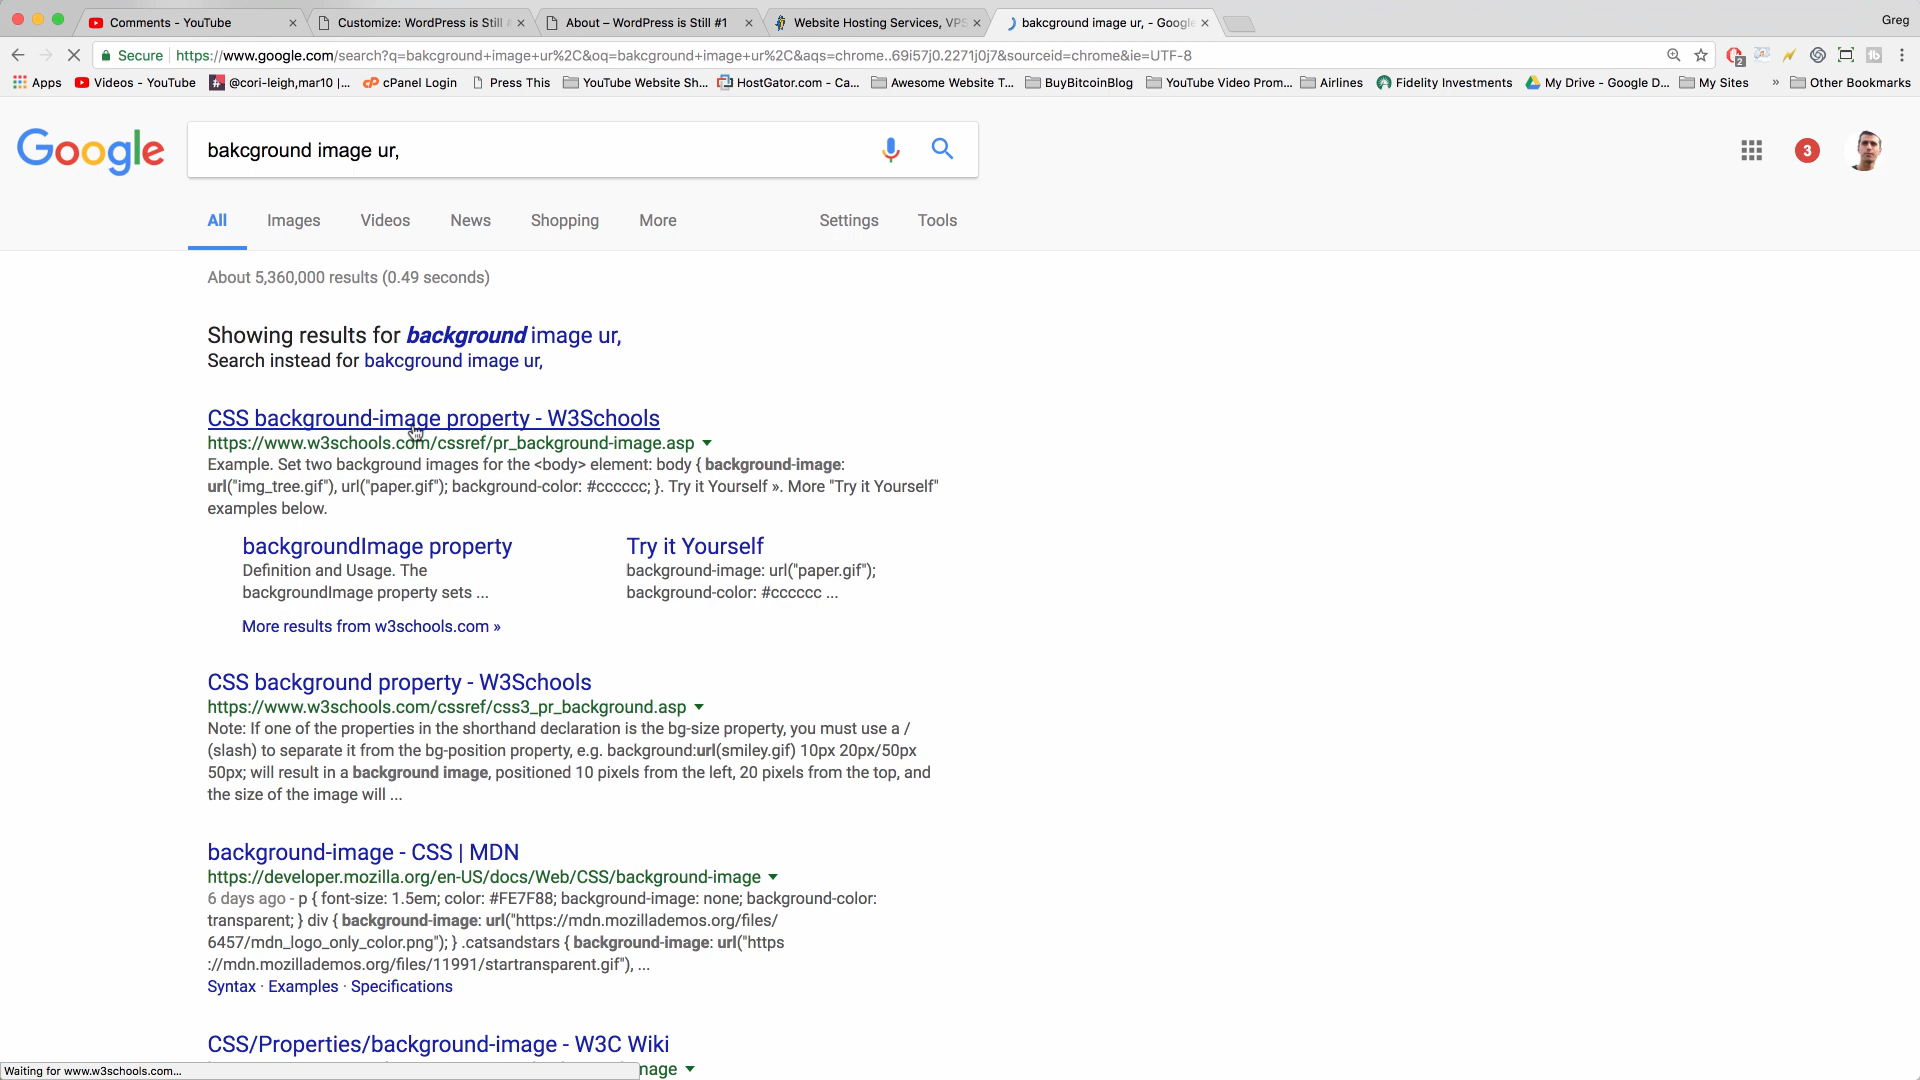 Comments - YouTube
Customize: WordPress is Still #
About – WordPress is Still #1
Website Hosting Services, VPS
bakcground image ur, - Google
Greg
Secure
https://www.google.com/search?q=bakcground+image+ur%2C&oq=bakcground+image+ur%2C&aqs=chrome..69i57j0.2271j0j7&sourceid=chrome&ie=UTF-8
2
Apps
Videos - YouTube
@cori-leigh,mar10 |...
cPanel Login
Press This
YouTube Website Sh...
HostGator.com - Ca...
Awesome Website T...
BuyBitcoinBlog
YouTube Video Prom...
Airlines
Fidelity Investments
My Drive - Google D...
My Sites
»
Other Bookmarks
Google
bakcground image ur,
3
All
Images
Videos
News
Shopping
More
Settings
Tools
About 5,360,000 results (0.49 seconds)
Showing results for background image ur,
Search instead for bakcground image ur,
CSS background-image property - W3Schools
https://www.w3schools.com/cssref/pr_background-image.asp
Example. Set two background images for the <body> element: body { background-image:
url("img_tree.gif"), url("paper.gif"); background-color: #cccccc; }. Try it Yourself ». More "Try it Yourself"
examples below.
backgroundImage property
Definition and Usage. The
backgroundImage property sets ...
Try it Yourself
background-image: url("paper.gif");
background-color: #cccccc ...
More results from w3schools.com »
CSS background property - W3Schools
https://www.w3schools.com/cssref/css3_pr_background.asp
Note: If one of the properties in the shorthand declaration is the bg-size property, you must use a /
(slash) to separate it from the bg-position property, e.g. background:url(smiley.gif) 10px 20px/50px
50px; will result in a background image, positioned 10 pixels from the left, 20 pixels from the top, and
the size of the image will ...
background-image - CSS | MDN
https://developer.mozilla.org/en-US/docs/Web/CSS/background-image
6 days ago - p { font-size: 1.5em; color: #FE7F88; background-image: none; background-color:
transparent; } div { background-image: url("https://mdn.mozillademos.org/files/
6457/mdn_logo_only_color.png"); } .catsandstars { background-image: url("https
://mdn.mozillademos.org/files/11991/startransparent.gif"), ...
Syntax · Examples · Specifications
CSS/Properties/background-image - W3C Wiki
mage
Waiting for www.w3schools.com...